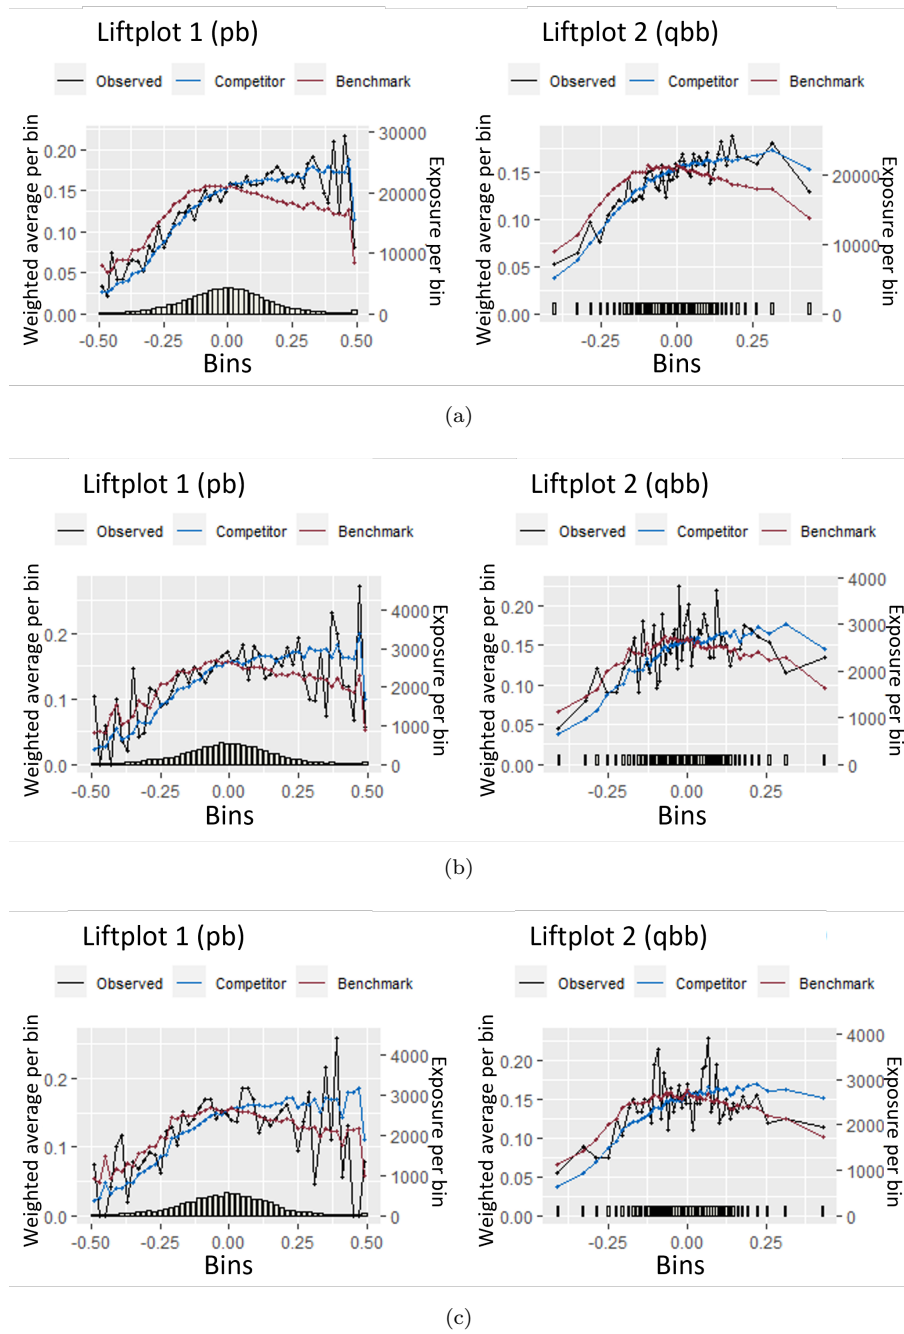 Liftplot 1 (pb)
Observed Competitor Benchmark
Weighted average per bin
0.20
0.15
0.10
0.05
0.00
30000
20000
10000
0
Exposure per bin
-0.50 -0.25 0.00 0.25 0.50
Bins
Liftplot 2 (qbb)
Observed Competitor Benchmark
Weighted average per bin
0.15
0.10
0.05
0.00
20000
10000
0
Exposure per bin
-0.25 0.00 0.25
Bins
(a)
Liftplot 1 (pb)
Observed Competitor Benchmark
Weighted average per bin
0.2
0.1
0.0
4000
3000
2000
1000
0
Exposure per bin
-0.50 -0.25 0.00 0.25 0.50
Bins
Liftplot 2 (qbb)
Observed Competitor Benchmark
Weighted average per bin
0.20
0.15
0.10
0.05
0.00
4000
3000
2000
1000
0
Exposure per bin
-0.25 0.00 0.25
Bins
(b)
Liftplot 1 (pb)
Observed Competitor Benchmark
Weighted average per bin
0.2
0.1
0.0
4000
3000
2000
1000
0
Exposure per bin
-0.50 -0.25 0.00 0.25 0.50
Bins
Liftplot 2 (qbb)
Observed Competitor Benchmark
Weighted average per bin
0.20
0.15
0.10
0.05
0.00
4000
3000
2000
1000
0
Exposure per bin
-0.25 0.00 0.25
Bins
(c)